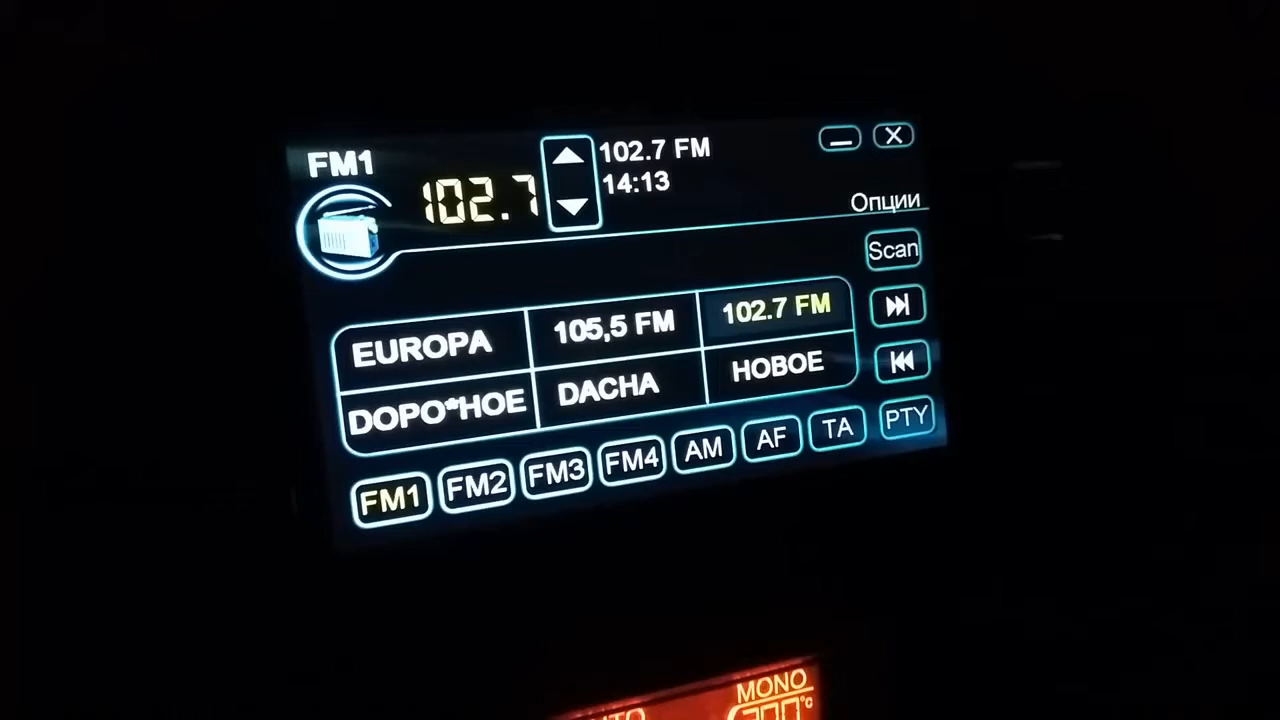 FM1
102.7
102.7 FM
14:13
Опции
Scan
EUROPA 105,5 FM 102.7 FM
DOPO*HOE DACHA НОВОЕ
FM1 FM2 FM3 FM4 AM AF TA PTY
MONO